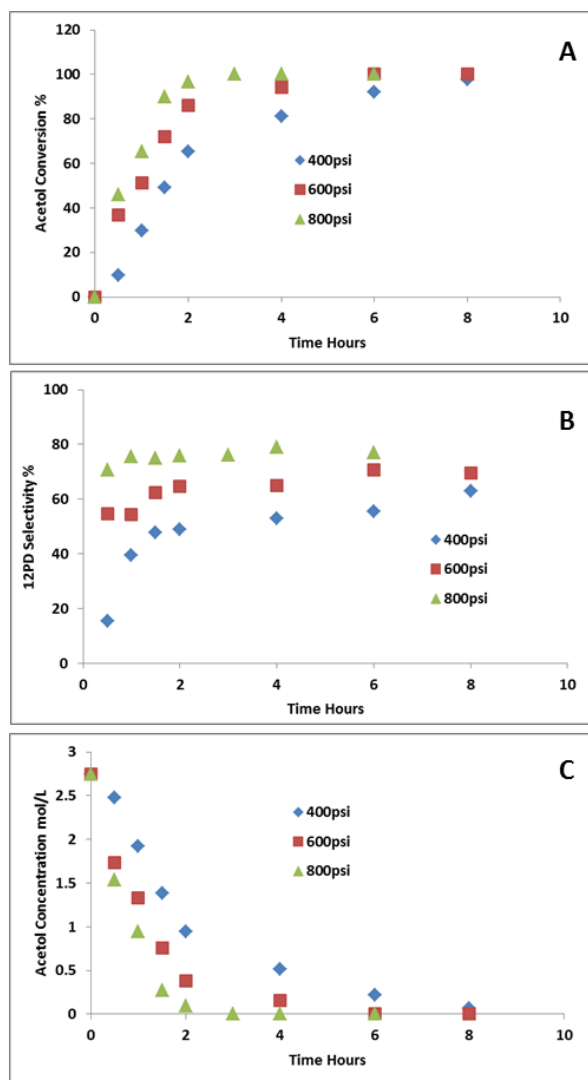 A
Acetol Conversion %
120
100
80
60
40
20
0
400psi
600psi
800psi
0 2 4 6 8 10
Time Hours
B
12PD Selectivity %
100
80
60
40
20
0
400psi
600psi
800psi
0 2 4 6 8 10
Time Hours
C
Acetol Concentration mol/L
3
2.5
2
1.5
1
0.5
0
400psi
600psi
800psi
0 2 4 6 8 10
Time Hours